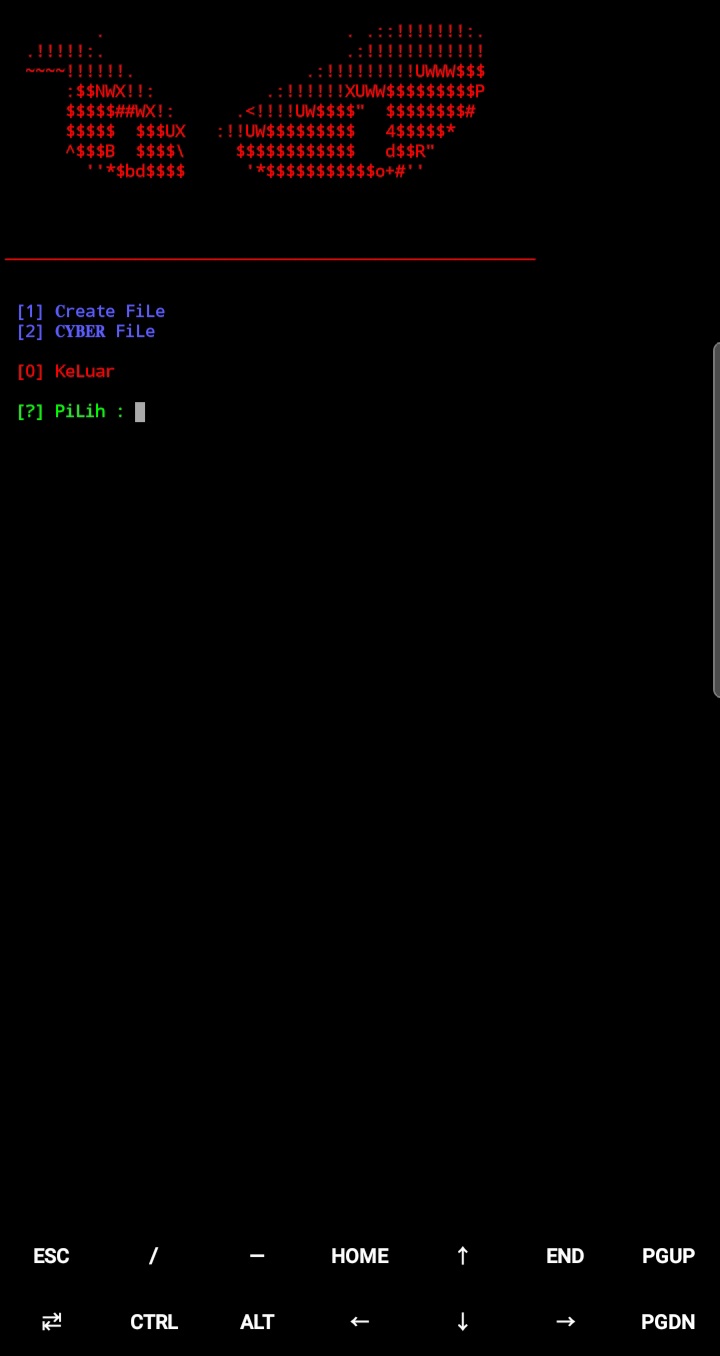 .                        . .::!!!!!!!:.
.!!!!!:.                        .:!!!!!!!!!!!!
~~~~!!!!!!.                 .:!!!!!!!!!UWWW$$$
    :$$NWX!!:           .:!!!!!!XUWW$$$$$$$$$P
    $$$$$##WX!:      .<!!!!UW$$$$"  $$$$$$$$#
    $$$$$  $$$UX   :!!UW$$$$$$$$$   4$$$$$*
    ^$$$B  $$$$\     $$$$$$$$$$$$   d$$R"
      ''*$bd$$$$      '*$$$$$$$$$$$o+#''
[1] 𝐂reate FiLe
[2] 𝐂𝐘𝐁𝐄𝐑 FiLe
[0] KeLuar
[?] PiLih :
ESC / – HOME ↑ END PGUP
⇄ CTRL ALT ← ↓ → PGDN